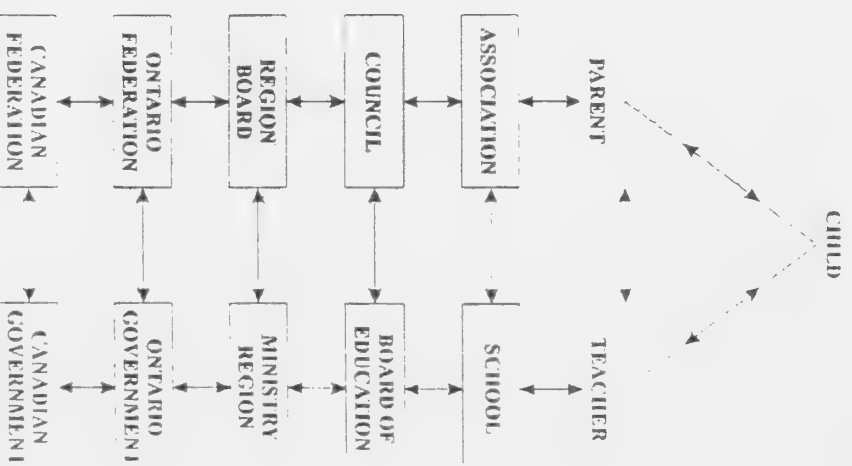 CHILD
PARENT
TEACHER
ASSOCIATION
SCHOOL
COUNCIL
BOARD OF
EDUCATION
REGION
BOARD
MINISTRY
REGION
ONTARIO
FEDERATION
ONTARIO
GOVERNMENT
CANADIAN
FEDERATION
CANADIAN
GOVERNMENT